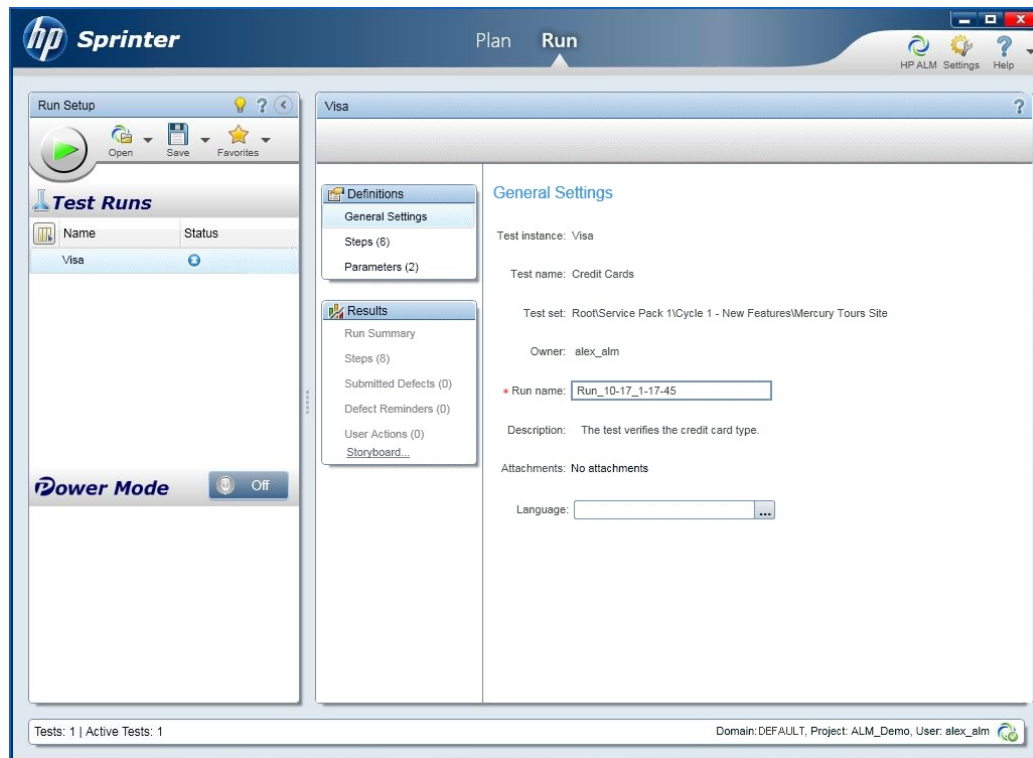 hp Sprinter
Plan Run
HP ALM Settings Help
Run Setup
Open Save Favorites
Test Runs
Name Status
Visa
Power Mode Off
Visa
Definitions
General Settings
Steps (8)
Parameters (2)
Results
Run Summary
Steps (8)
Submitted Defects (0)
Defect Reminders (0)
User Actions (0)
Storyboard...
General Settings
Test instance: Visa
Test name: Credit Cards
Test set: Root\Service Pack 1\Cycle 1 - New Features\Mercury Tours Site
Owner: alex_alm
* Run name: Run_10-17_1-17-45
Description: The test verifies the credit card type.
Attachments: No attachments
Language: ...
Tests: 1 | Active Tests: 1
Domain:DEFAULT, Project: ALM_Demo, User: alex_alm